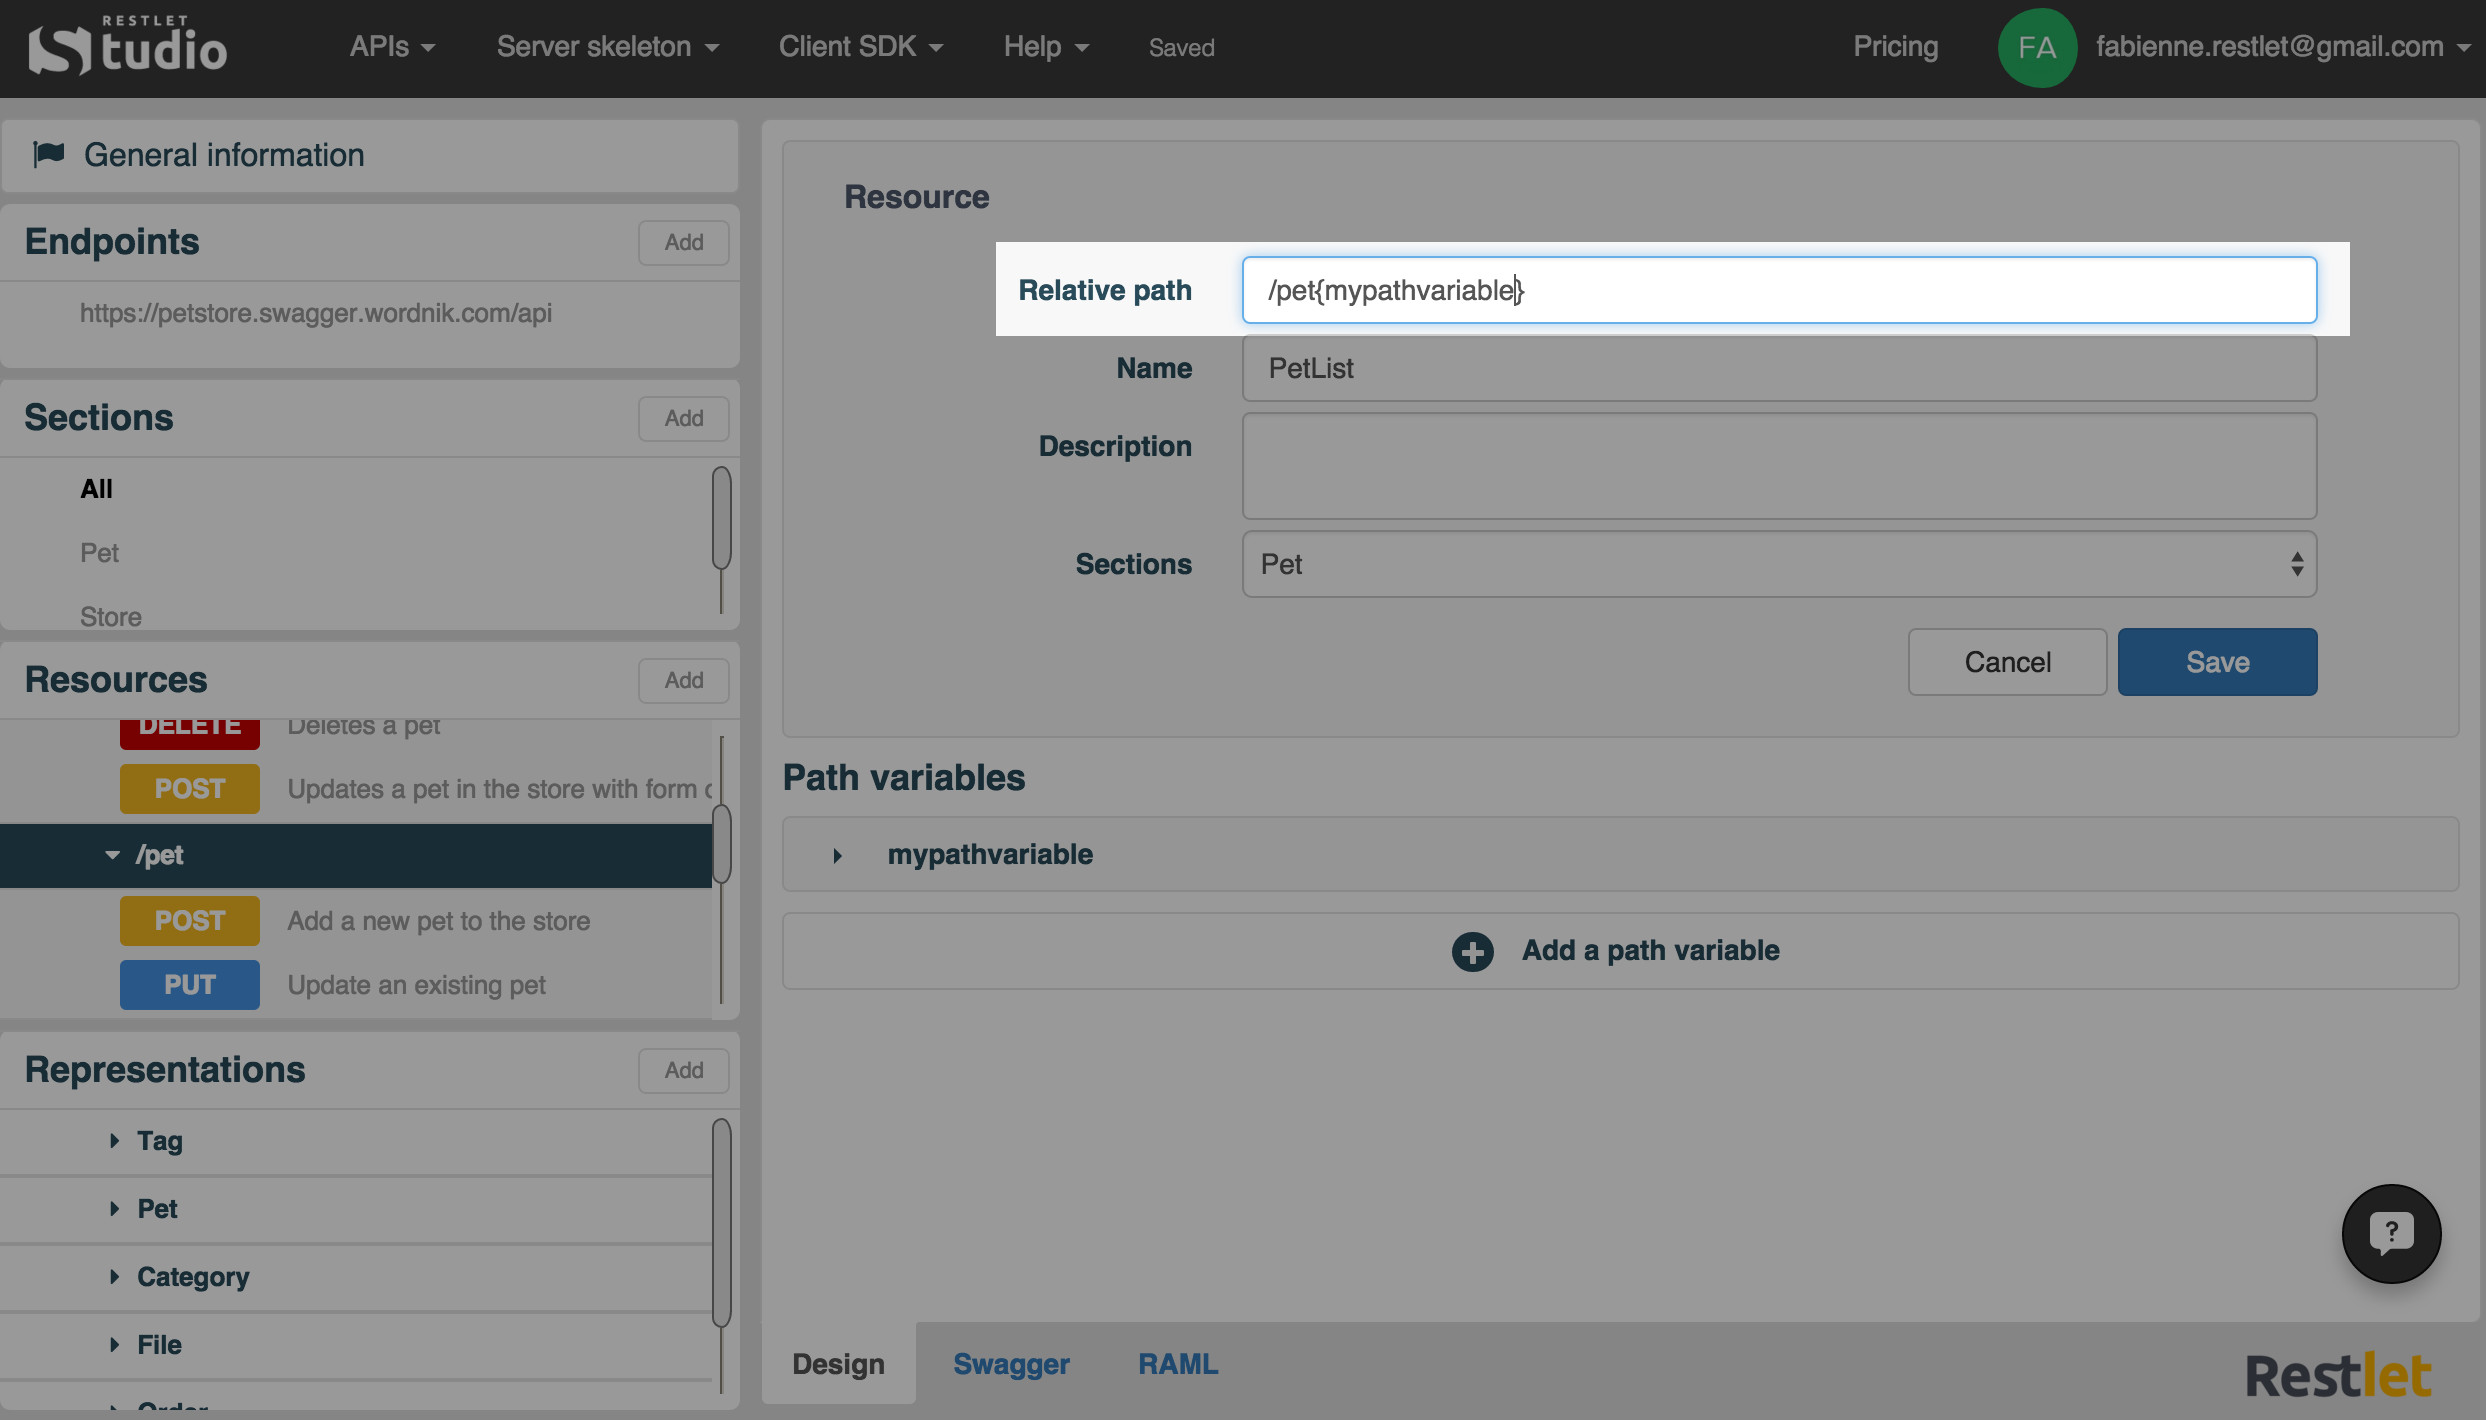 RESTLET
Studio
APIs
Server skeleton
Client SDK
Help
Saved
Pricing
FA
fabienne.restlet@gmail.com
General information
Endpoints
Add
https://petstore.swagger.wordnik.com/api
Sections
Add
All
Pet
Store
Resources
Add
DELETE Deletes a pet
POST Updates a pet in the store with form
/pet
POST Add a new pet to the store
PUT Update an existing pet
Representations
Add
Tag
Pet
Category
File
Order
Resource
Relative path /pet{mypathvariable}
Name PetList
Description
Sections Pet
Cancel
Save
Path variables
mypathvariable
Add a path variable
?
Design
Swagger
RAML
Restlet